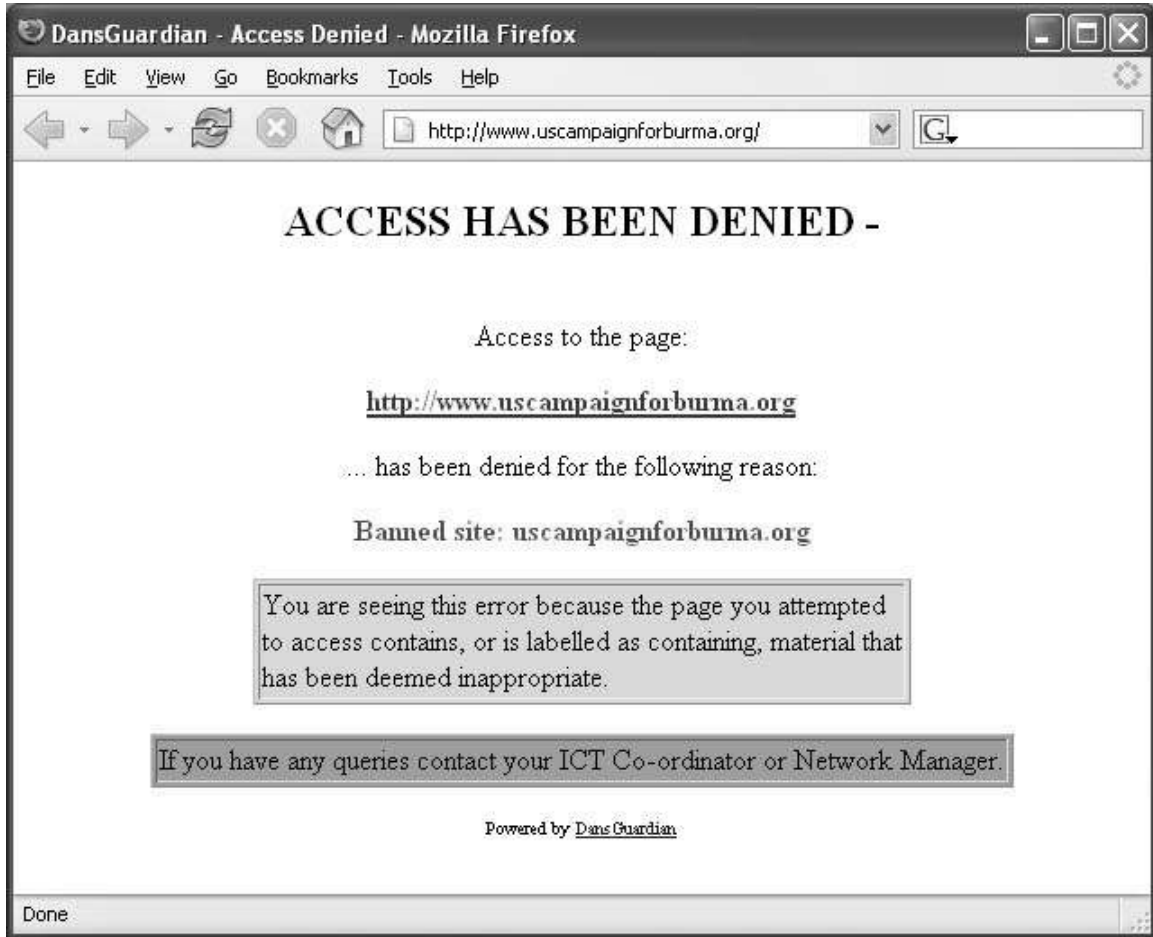 DansGuardian - Access Denied - Mozilla Firefox
File Edit View Go Bookmarks Tools Help
http://www.uscampaignforburma.org/ G
ACCESS HAS BEEN DENIED -
Access to the page:
http://www.uscampaignforburma.org
... has been denied for the following reason:
Banned site: uscampaignforburma.org
You are seeing this error because the page you attempted
to access contains, or is labelled as containing, material that
has been deemed inappropriate.
If you have any queries contact your ICT Co-ordinator or Network Manager.
Powered by DansGuardian
Done